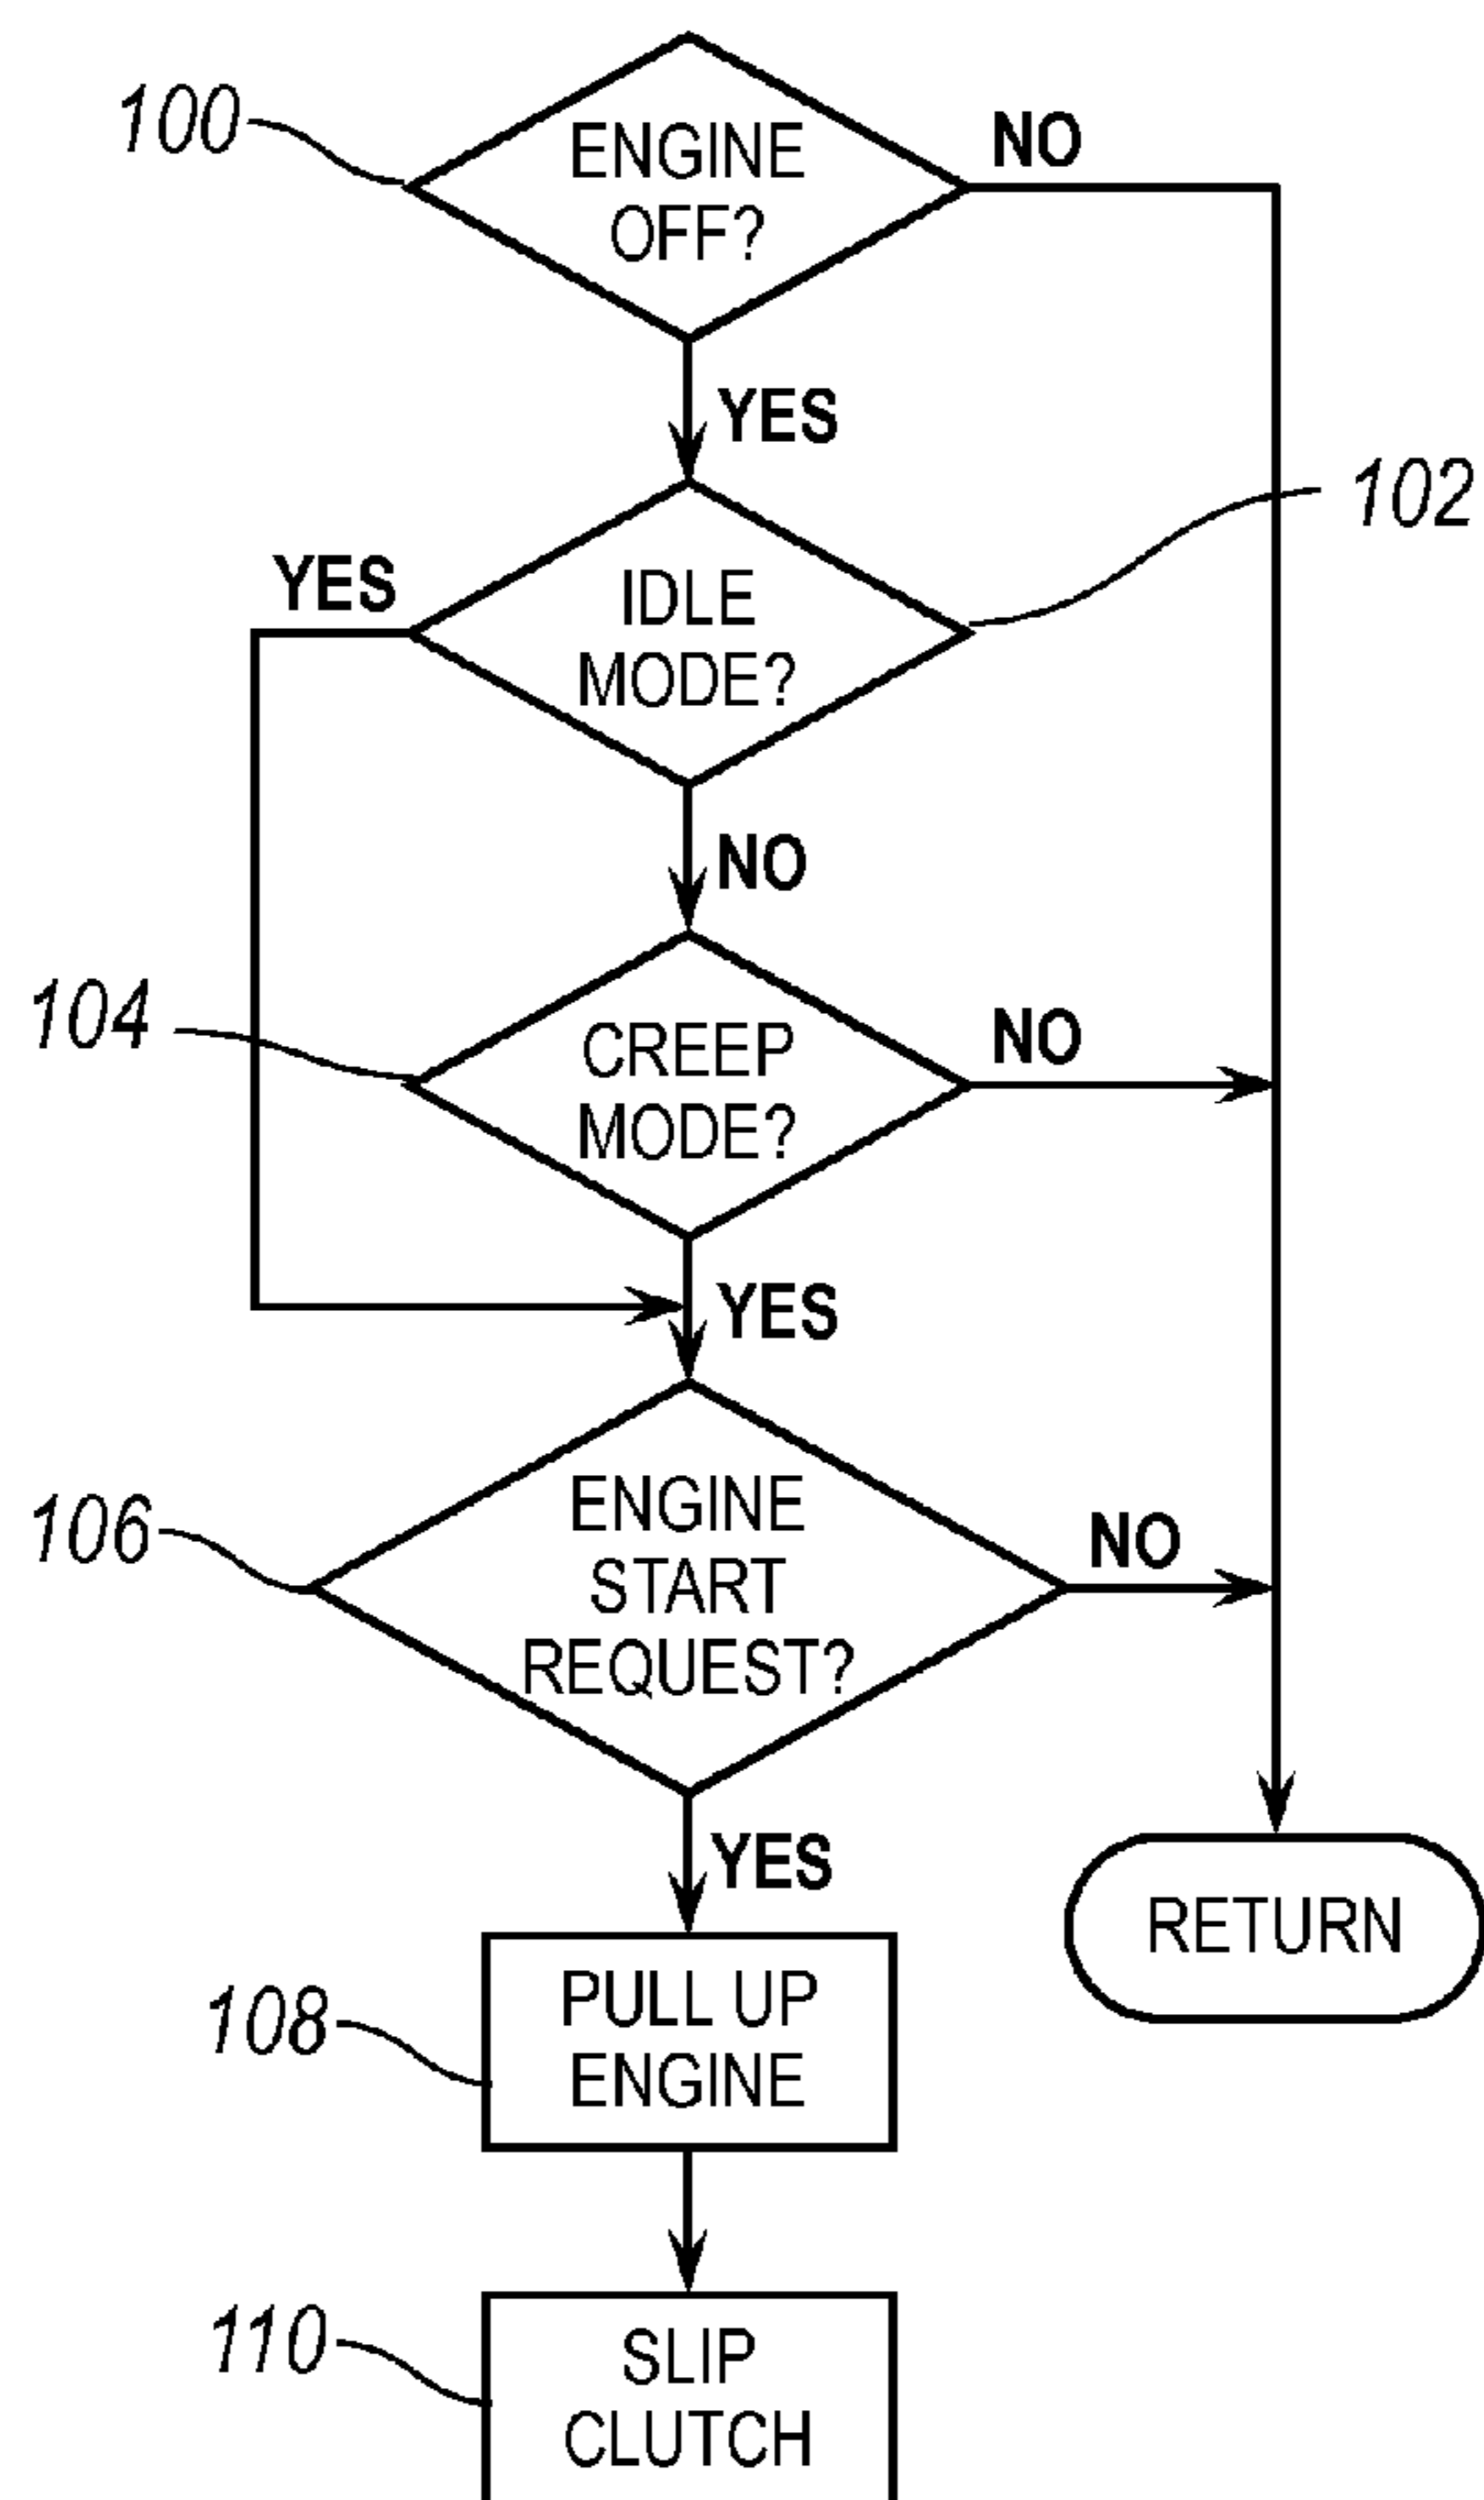 100
ENGINE
OFF?
NO
YES
102
YES
IDLE
MODE?
NO
104
CREEP
MODE?
NO
YES
106
ENGINE
START
REQUEST?
NO
YES
RETURN
108
PULL UP
ENGINE
110
SLIP
CLUTCH